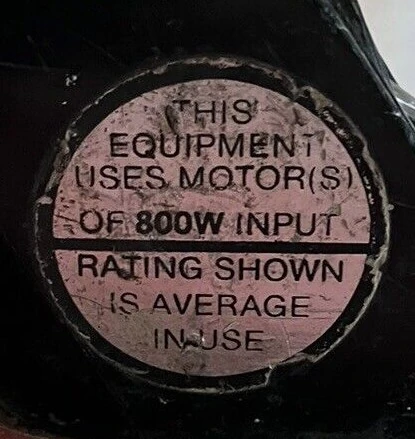 THIS
EQUIPMENT
USES MOTOR(S)
OF 800W INPUT
RATING SHOWN
IS AVERAGE
IN USE